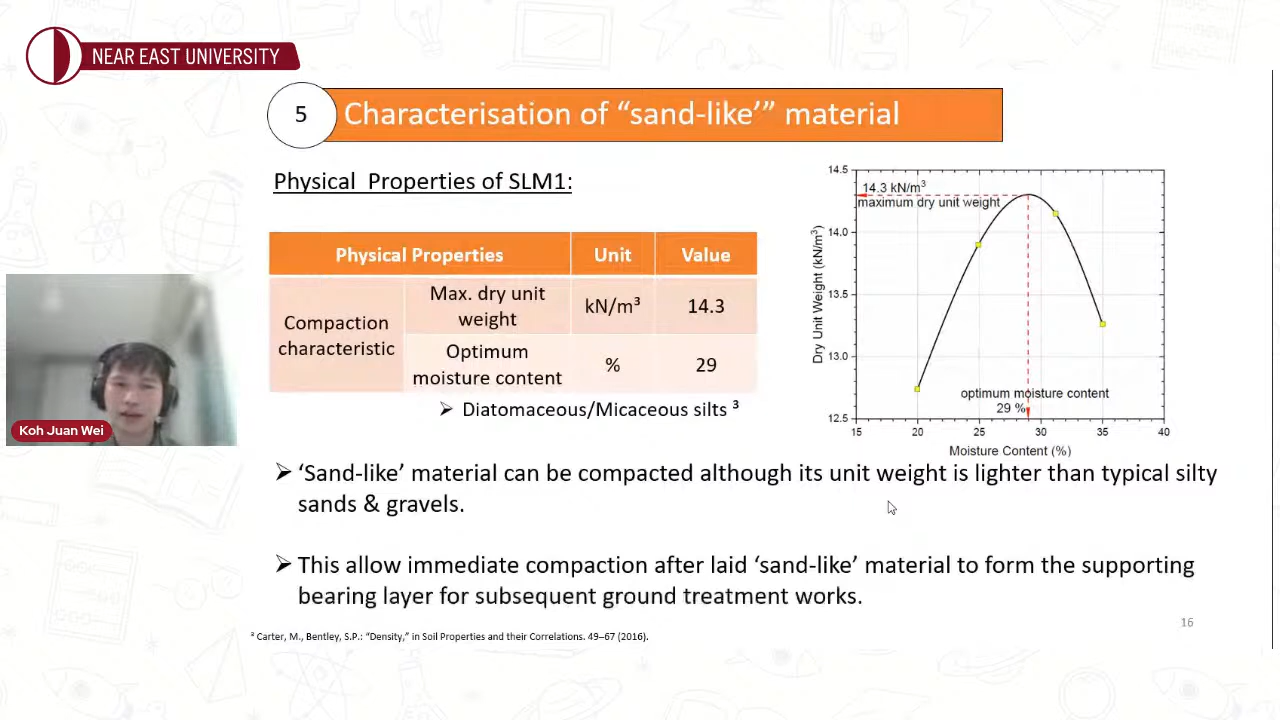 NEAR EAST UNIVERSITY
5
Characterisation of “sand-like’” material
Physical Properties of SLM1:
Physical Properties Unit Value
Compaction
characteristic
Max. dry unit
weight
kN/m³ 14.3
Optimum
moisture content
% 29
➢ Diatomaceous/Micaceous silts ³
14.5
14.0
13.5
13.0
12.5
Dry Unit Weight (kN/m³)
14.3 kN/m³
maximum dry unit weight
optimum moisture content
29 %
15 20 25 30 35 40
Moisture Content (%)
Koh Juan Wei
➢ ‘Sand-like’ material can be compacted although its unit weight is lighter than typical silty
sands & gravels.
➢ This allow immediate compaction after laid ‘sand-like’ material to form the supporting
bearing layer for subsequent ground treatment works.
16
³ Carter, M., Bentley, S.P.: “Density,” in Soil Properties and their Correlations. 49–67 (2016).